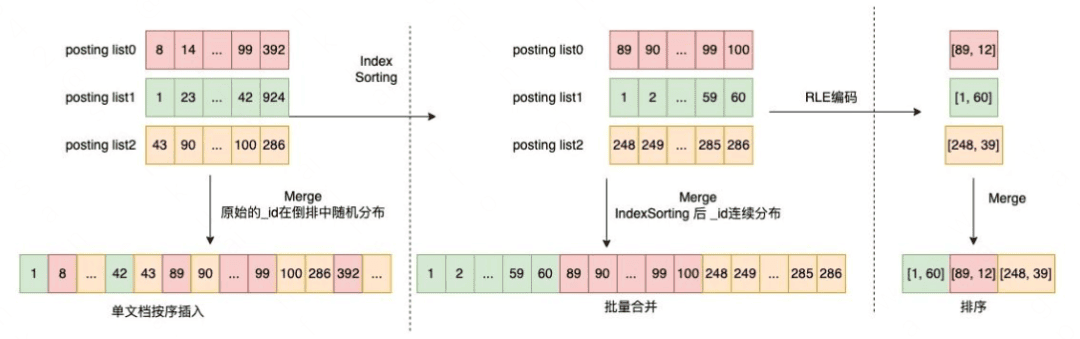 posting list0 8 14 ... 99 392
posting list1 1 23 ... 42 924
posting list2 43 90 ... 100 286
Index
Sorting
Merge
原始的_id在倒排中随机分布
1 8 ... 42 43 89 90 ... 99 100 286 392 ...
单文档按序插入
posting list0 89 90 ... 99 100
posting list1 1 2 ... 59 60
posting list2 248 249 ... 285 286
RLE编码
Merge
IndexSorting 后 _id连续分布
1 2 ... 59 60 89 90 ... 99 100 248 249 ... 285 286
批量合并
[89, 12]
[1, 60]
[248, 39]
Merge
[1, 60] [89, 12] [248, 39]
排序